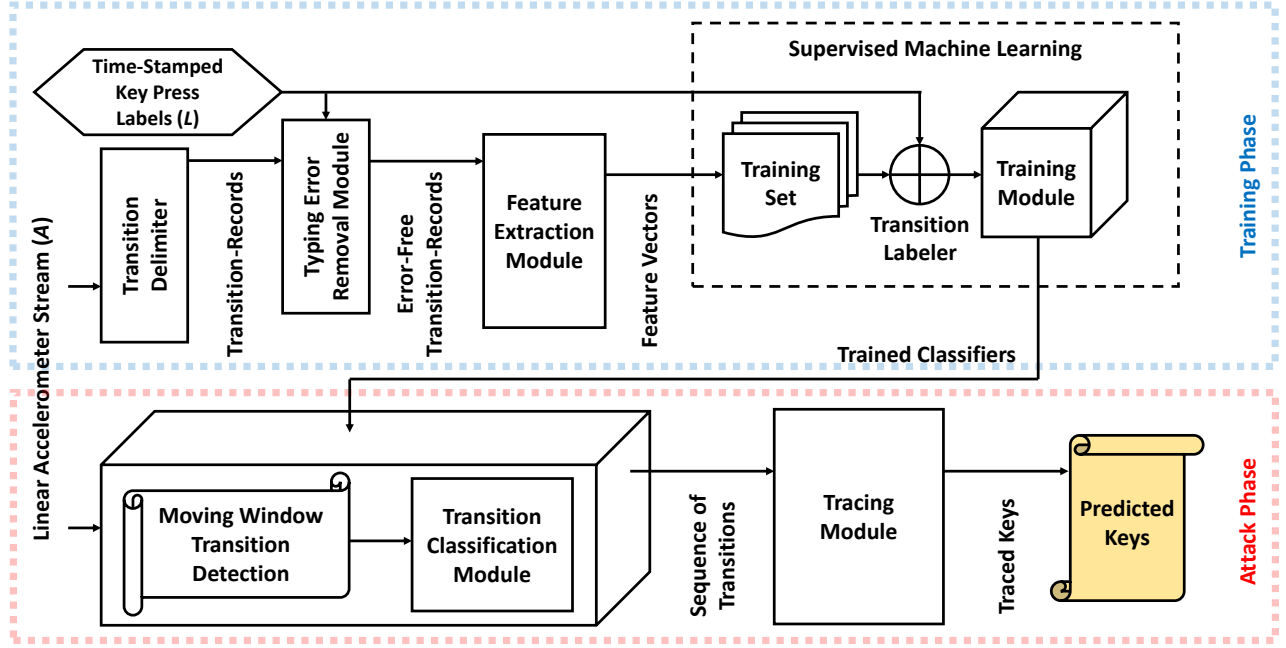 Supervised Machine Learning
Time-Stamped
Key Press
Labels (L)
Transition
Delimiter
Transition-Records
Typing Error
Removal Module
Error-Free
Transition-Records
Feature
Extraction
Module
Feature Vectors
Training
Set
Transition
Labeler
Training
Module
Training Phase
Linear Accelerometer Stream (A)
Trained Classifiers
Moving Window
Transition
Detection
Transition
Classification
Module
Sequence of
Transitions
Tracing
Module
Traced Keys
Predicted
Keys
Attack Phase